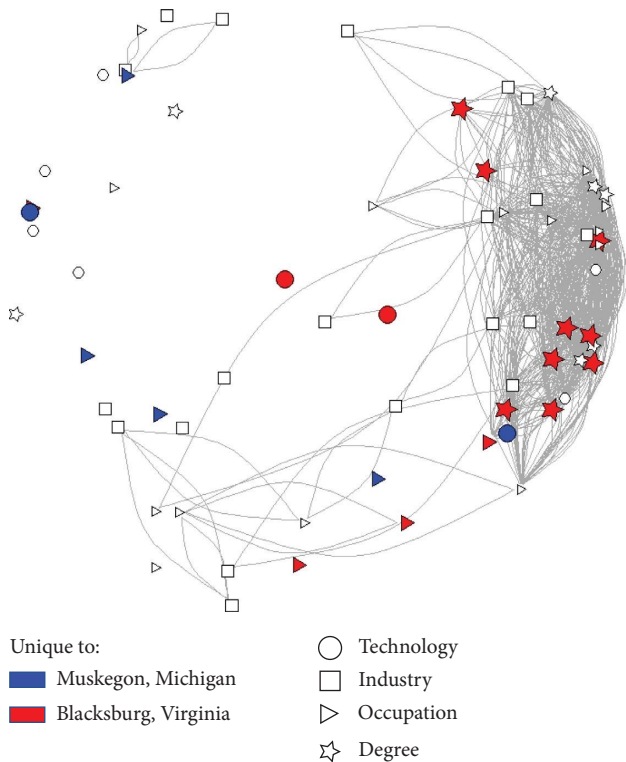 Unique to:
Muskegon, Michigan
Blacksburg, Virginia
Technology
Industry
Occupation
Degree